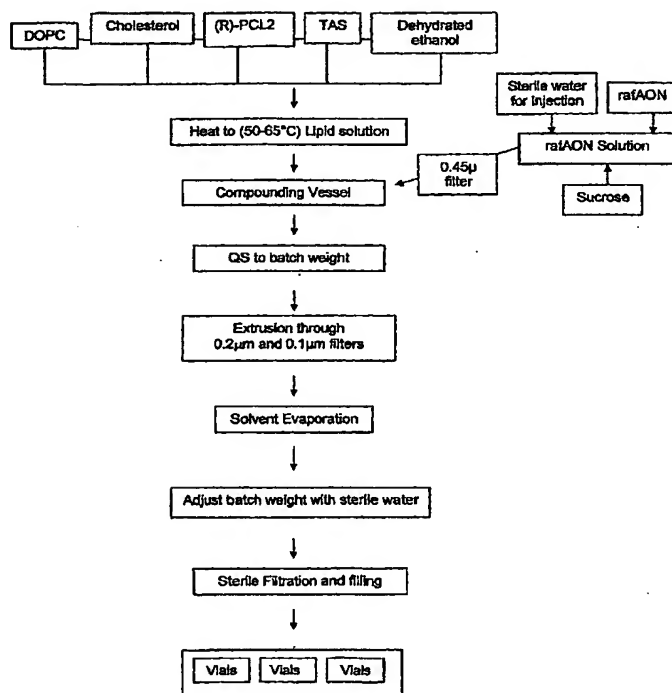 DOPC
Cholesterol
(R)-PCL2
TAS
Dehydrated
ethanol
Sterile water
for Injection
rafAON
Heat to (50-65°C) Lipid solution
0.45μ
filter
rafAON Solution
Compounding Vessel
Sucrose
QS to batch weight
Extrusion through
0.2μm and 0.1μm filters
Solvent Evaporation
Adjust batch weight with sterile water
Sterile Filtration and filling
Vials Vials Vials